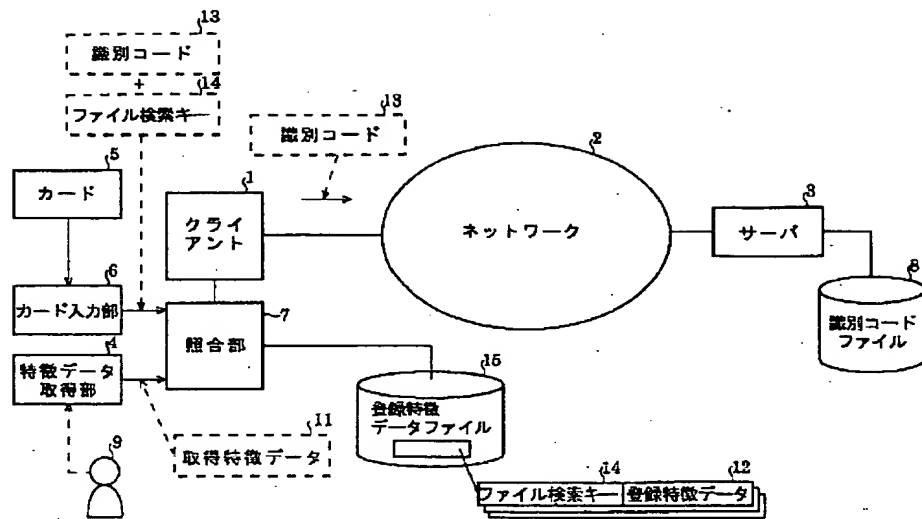 13
識別コード
+
14
ファイル検索キー
13
識別コード
5
カード
1
クライ
アント
2
ネットワーク
3
サーバ
8
識別コード
ファイル
6
カード入力部
7
照合部
4
特徴データ
取得部
15
登録特徴
データファイル
11
取得特徴データ
9
14
12
ファイル検索キー
登録特徴データ